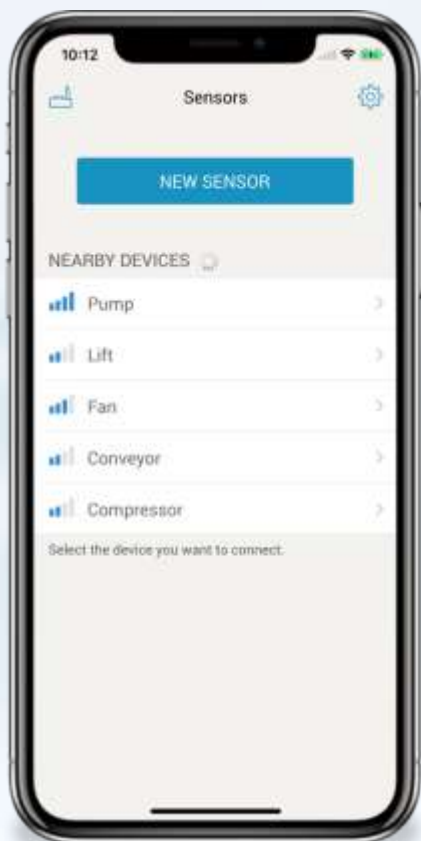 10:12
Sensors
NEW SENSOR
NEARBY DEVICES
Pump
Lift
Fan
Conveyor
Compressor
Select the device you want to connect.